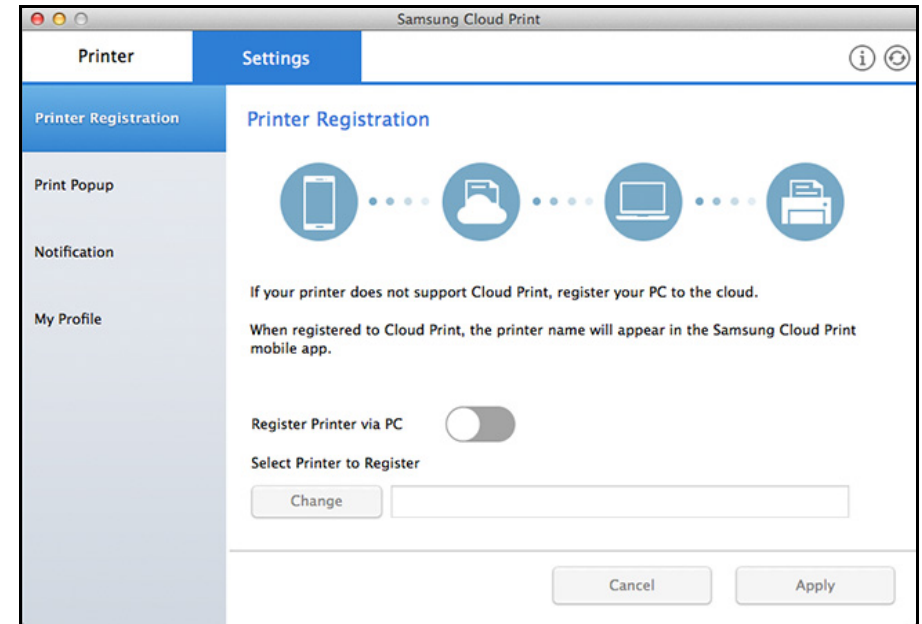 Samsung Cloud Print
Printer
Settings
Printer Registration
Print Popup
Notification
My Profile
Printer Registration
If your printer does not support Cloud Print, register your PC to the cloud.
When registered to Cloud Print, the printer name will appear in the Samsung Cloud Print
mobile app.
Register Printer via PC
Select Printer to Register
Change
Cancel
Apply